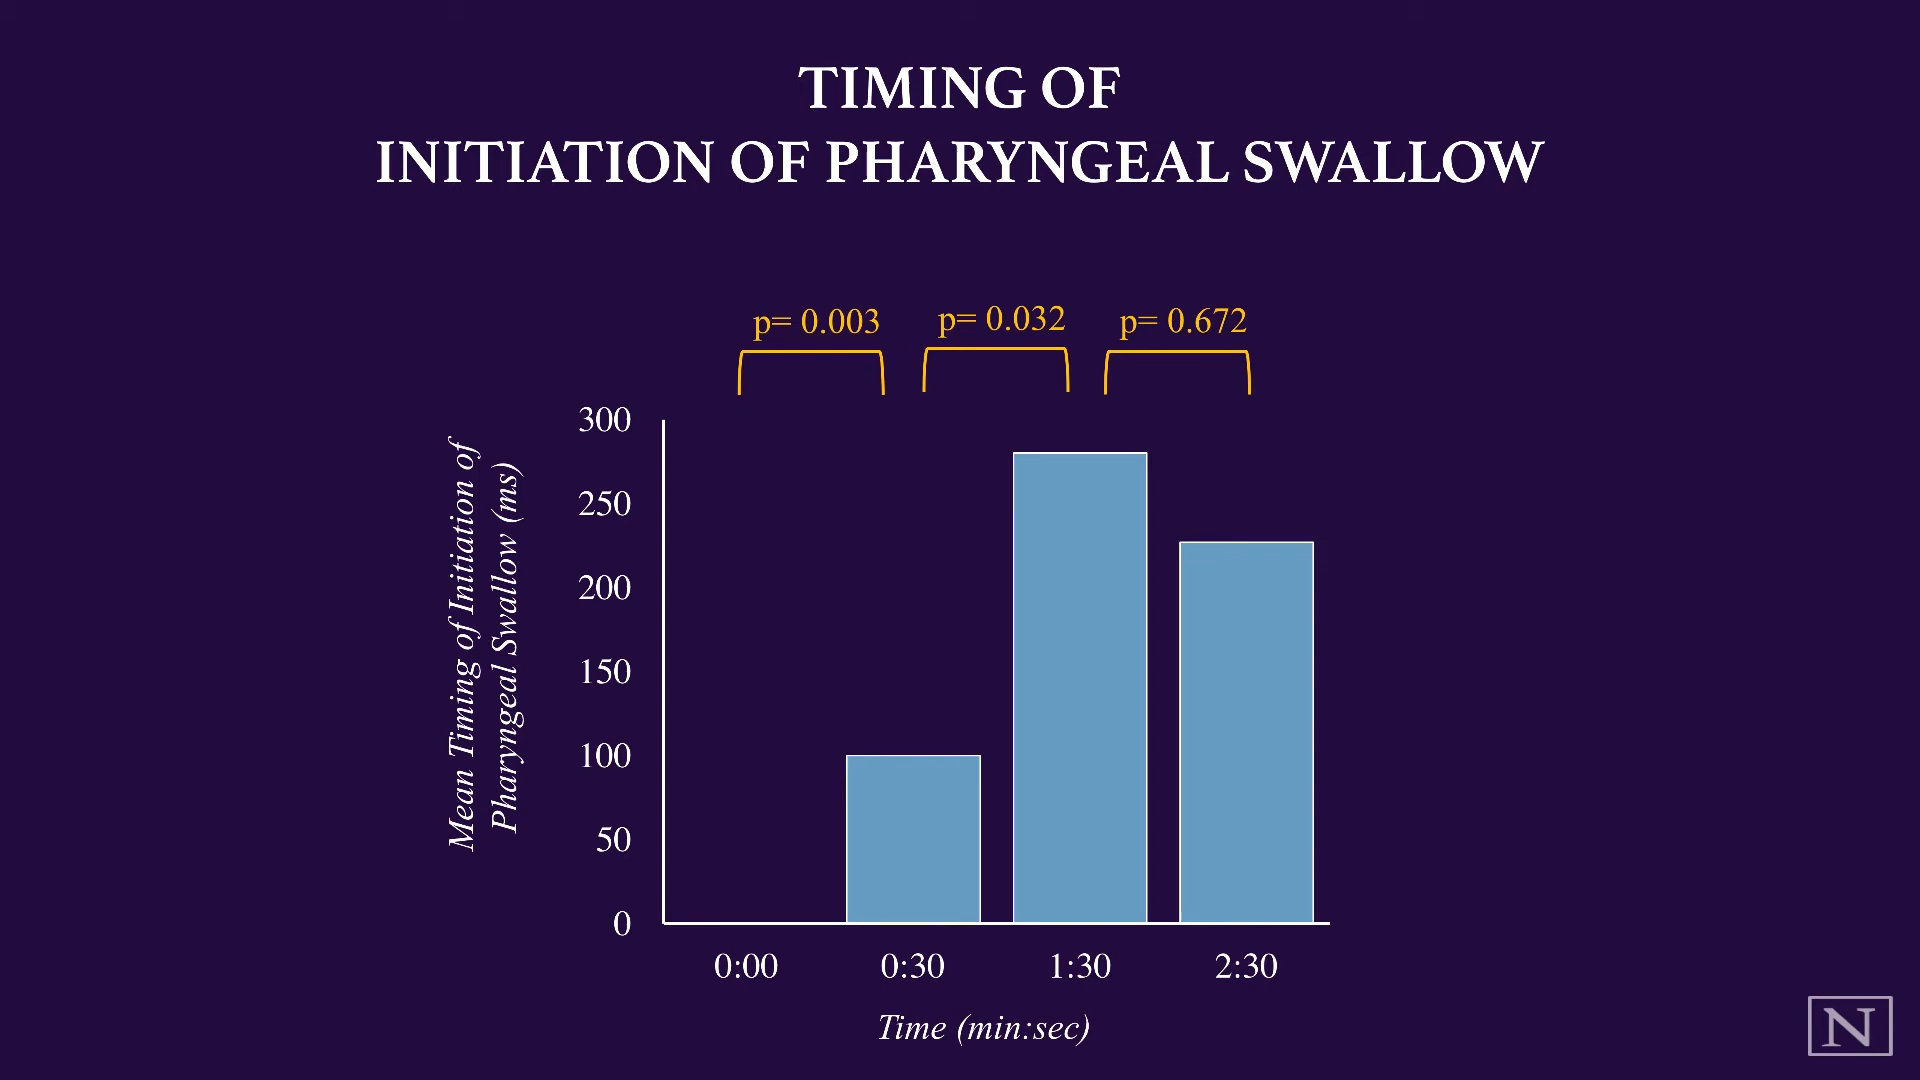 TIMING OF
INITIATION OF PHARYNGEAL SWALLOW
p= 0.003
p= 0.032
p= 0.672
Mean Timing of Initiation of
Pharyngeal Swallow (ms)
300
250
200
150
100
50
0
0:00
0:30
1:30
2:30
Time (min:sec)
N